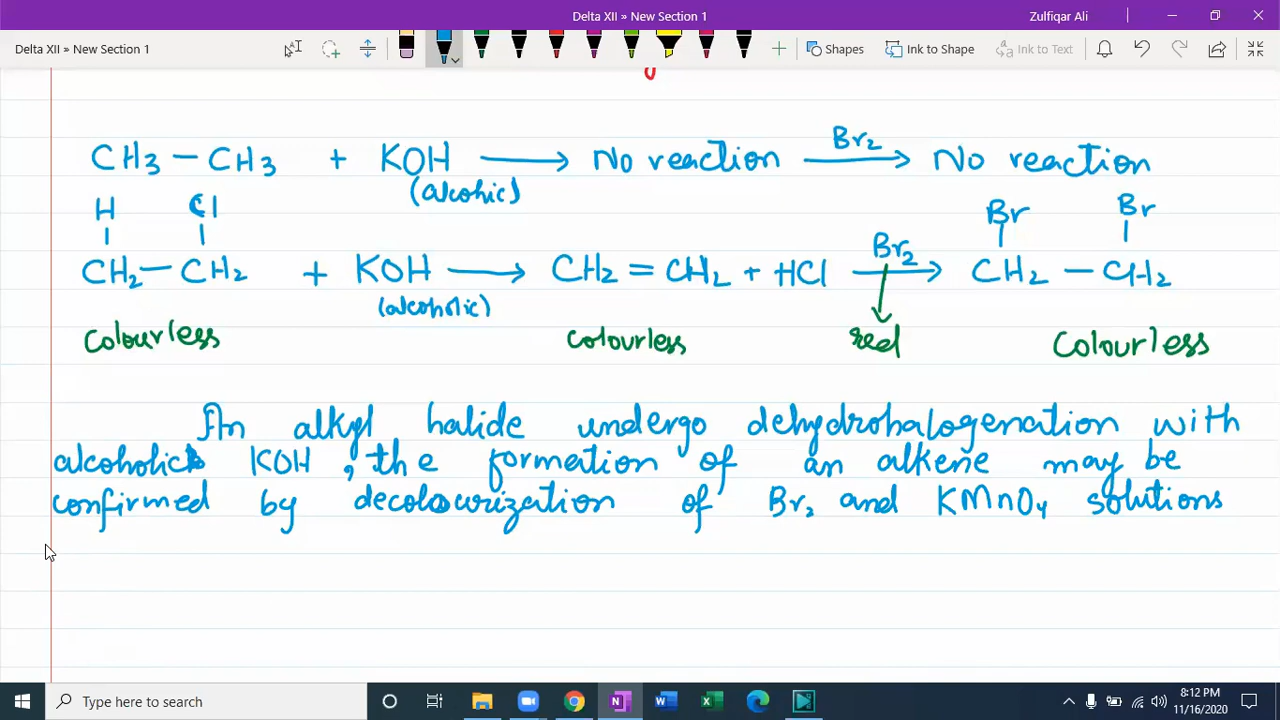 Delta XII » New Section 1
Zulfiqar Ali
Delta XII » New Section 1
Shapes
Ink to Shape
Ink to Text
CH3 — CH3 + KOH → No reaction Br2 → No reaction
(alcoholic)
H Cl Br Br
CH2 — CH2 + KOH → CH2 = CH2 + HCl Br2 → CH2 — CH2
(alcoholic)
Colourless colourless red Colourless
An alkyl halide undergo dehydrohalogenation with
alcoholic KOH, the formation of an alkene may be
confirmed by decolourization of Br2 and KMnO4 solutions
Type here to search
8:12 PM
11/16/2020